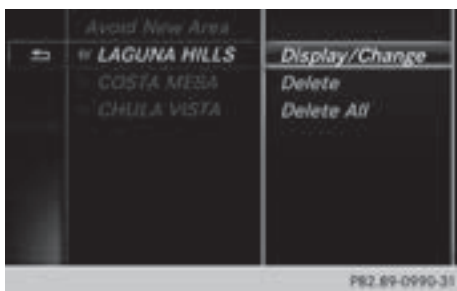 Avoid New Area
LAGUNA HILLS
COSTA MESA
CHULA VISTA
Display/Change
Delete
Delete All
P82.89-0990-31